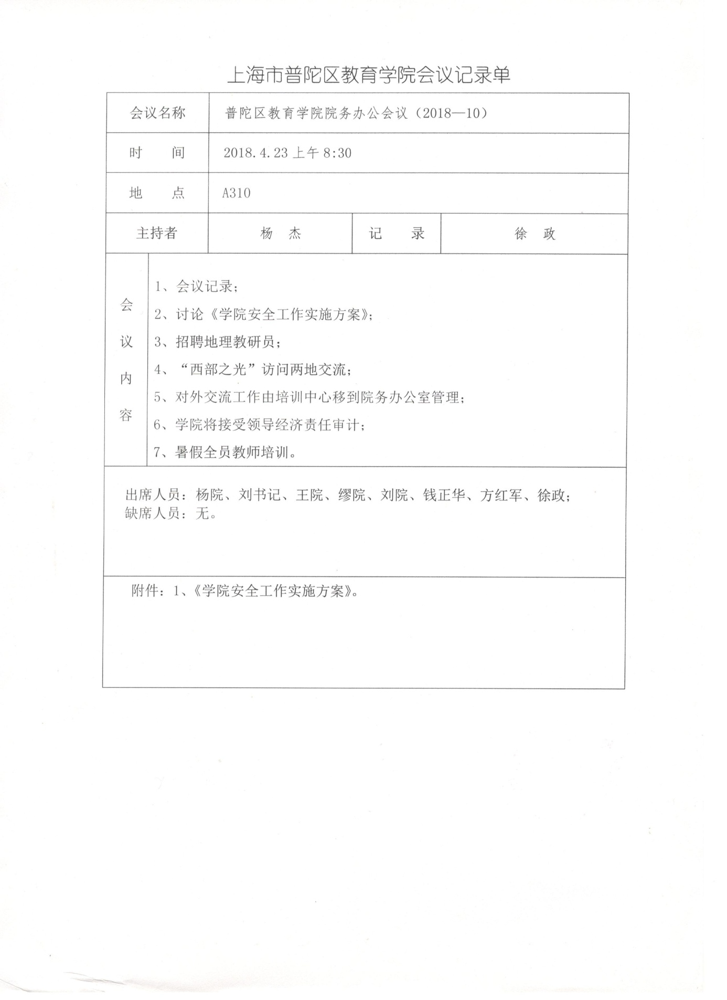 上海市普陀区教育学院会议记录单
会议名称 普陀区教育学院院务办公会议（2018—10）
时 间 2018.4.23 上午 8:30
地 点 A310
主持者 杨 杰 记 录 徐 政
会议内容
1、会议记录；
2、讨论《学院安全工作实施方案》；
3、招聘地理教研员；
4、“西部之光”访问两地交流；
5、对外交流工作由培训中心移到院务办公室管理；
6、学院将接受领导经济责任审计；
7、暑假全员教师培训。
出席人员：杨院、刘书记、王院、缪院、刘院、钱正华、方红军、徐政；
缺席人员：无。
附件：1、《学院安全工作实施方案》。